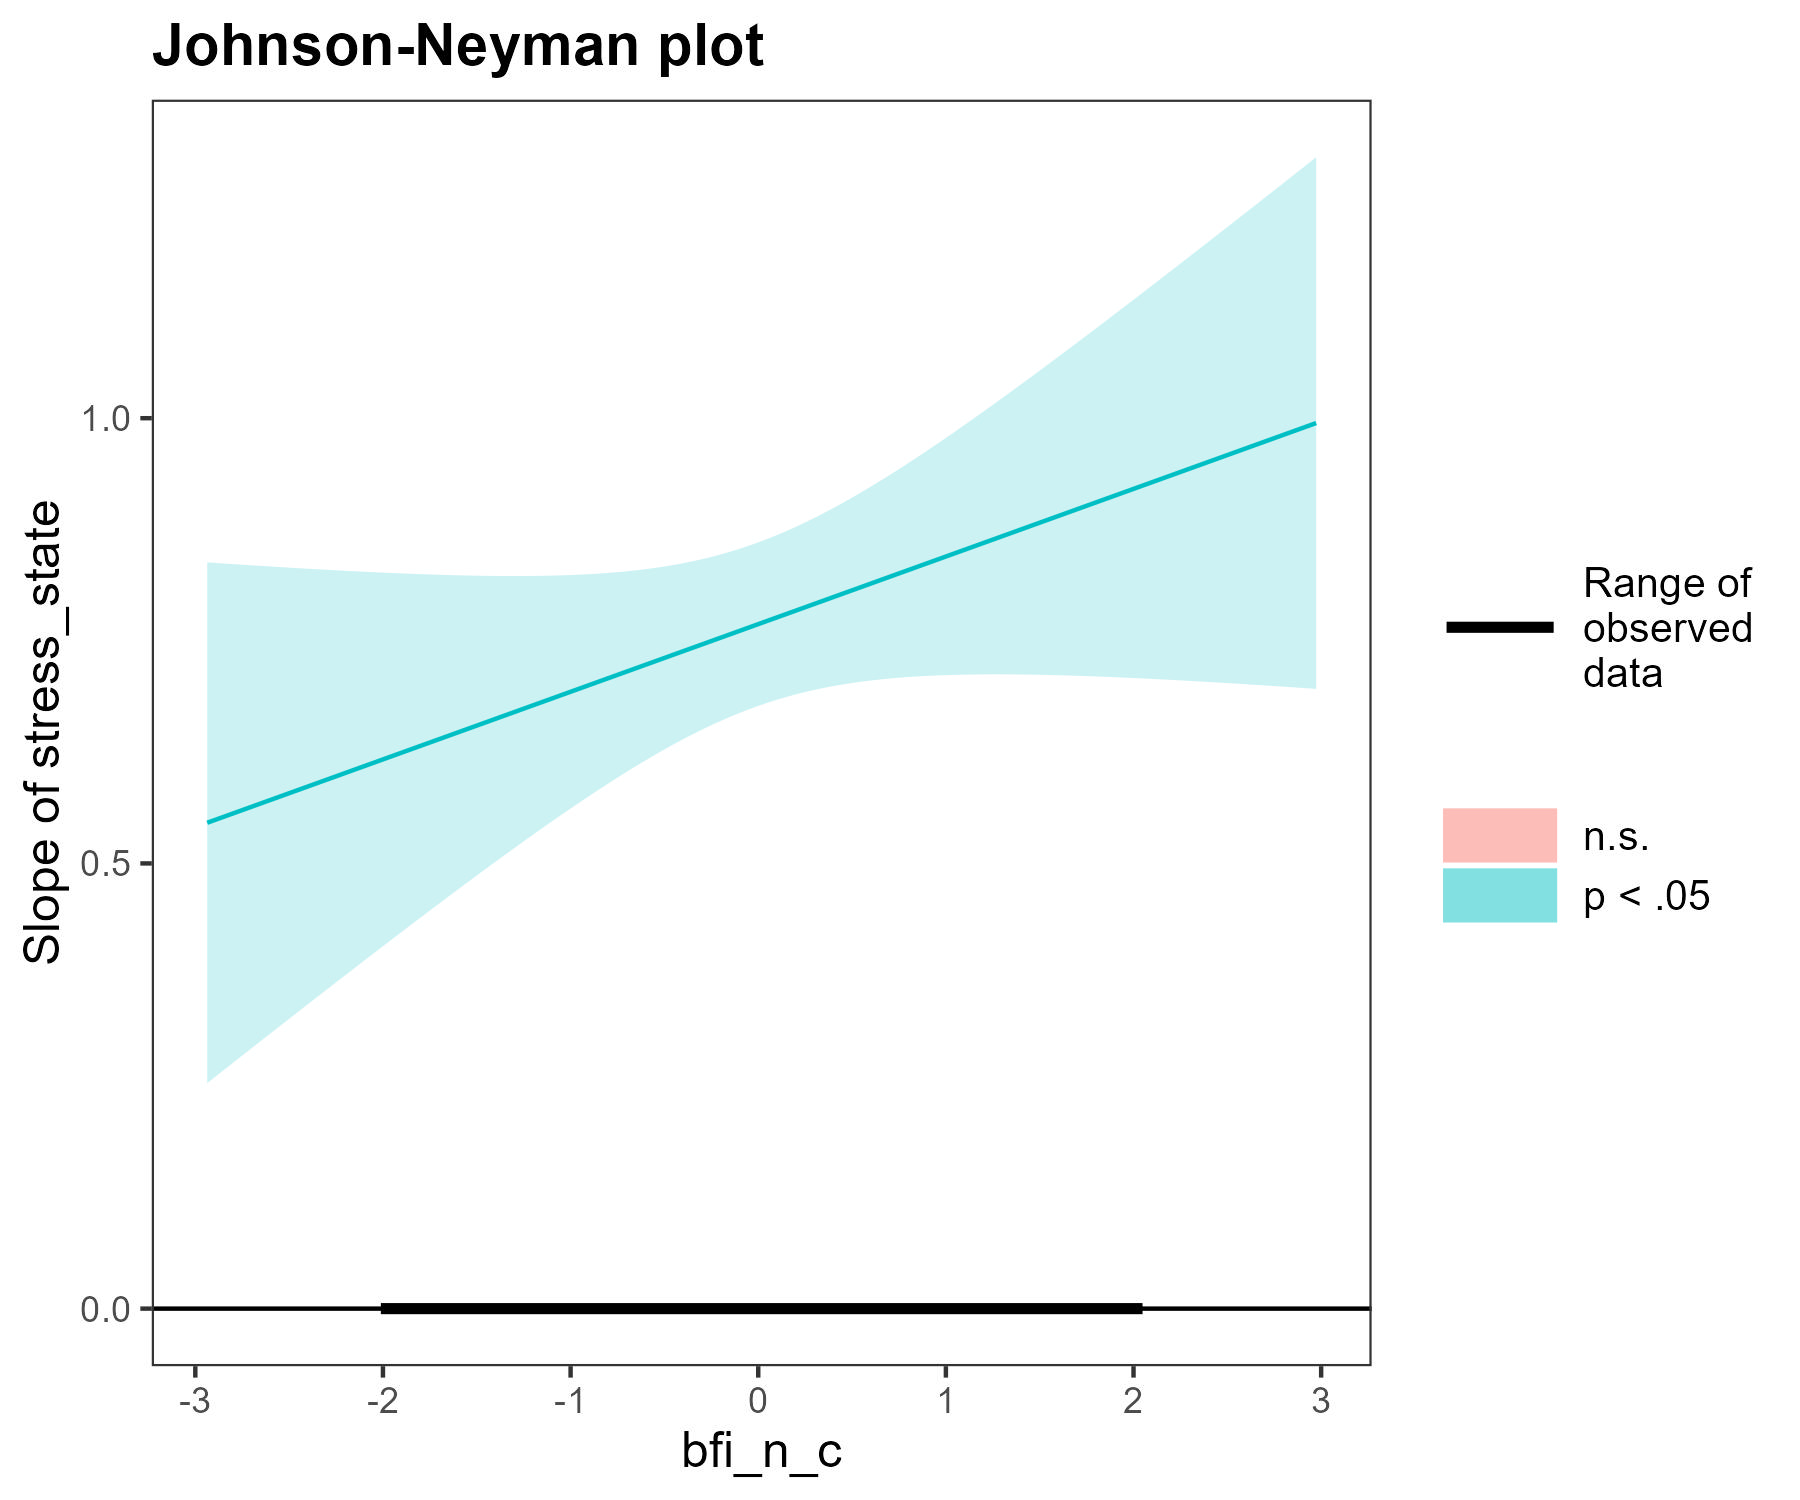 Johnson-Neyman plot
Slope of stress_state
1.0
0.5
0.0
-3 -2 -1 0 1 2 3
bfi_n_c
Range of
observed
data
n.s.
p < .05